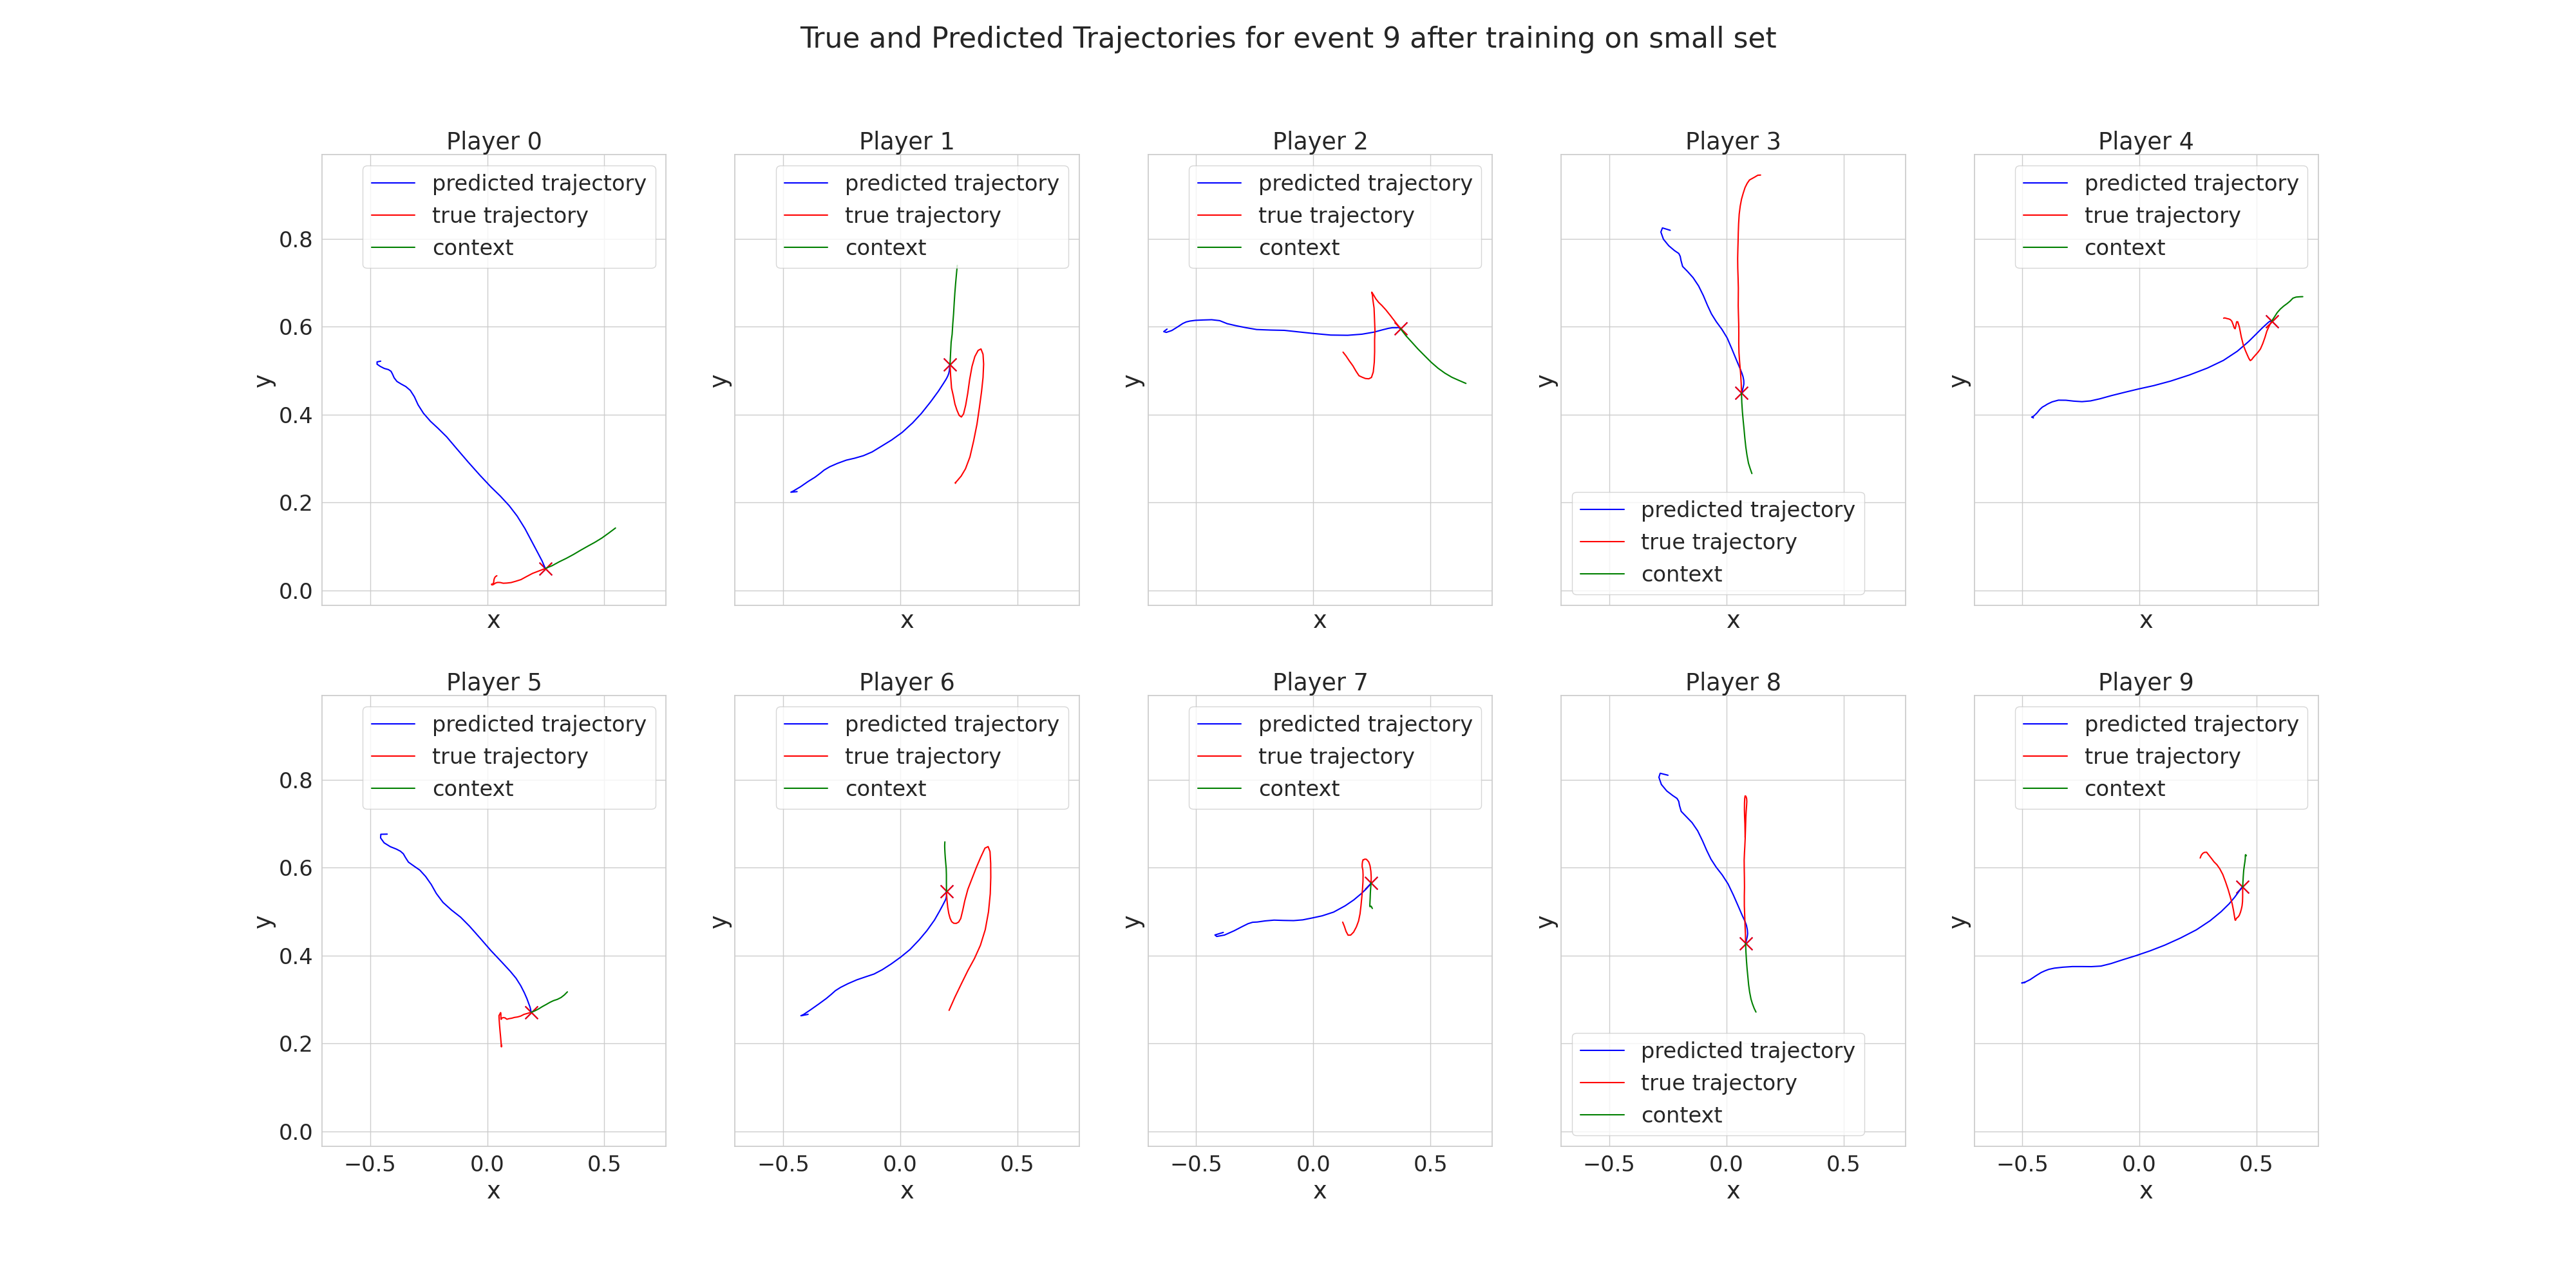 True and Predicted Trajectories for event 9 after training on small set
Player 0
Player 1
Player 2
Player 3
Player 4
predicted trajectory
true trajectory
context
predicted trajectory
true trajectory
context
predicted trajectory
true trajectory
context
predicted trajectory
true trajectory
context
predicted trajectory
true trajectory
context
0.8
0.6
0.4
0.2
0.0
y
y
y
y
y
x
x
x
x
x
Player 5
Player 6
Player 7
Player 8
Player 9
predicted trajectory
true trajectory
context
predicted trajectory
true trajectory
context
predicted trajectory
true trajectory
context
predicted trajectory
true trajectory
context
predicted trajectory
true trajectory
context
0.8
0.6
0.4
0.2
0.0
y
y
y
y
y
−0.5 0.0 0.5
−0.5 0.0 0.5
−0.5 0.0 0.5
−0.5 0.0 0.5
−0.5 0.0 0.5
x
x
x
x
x